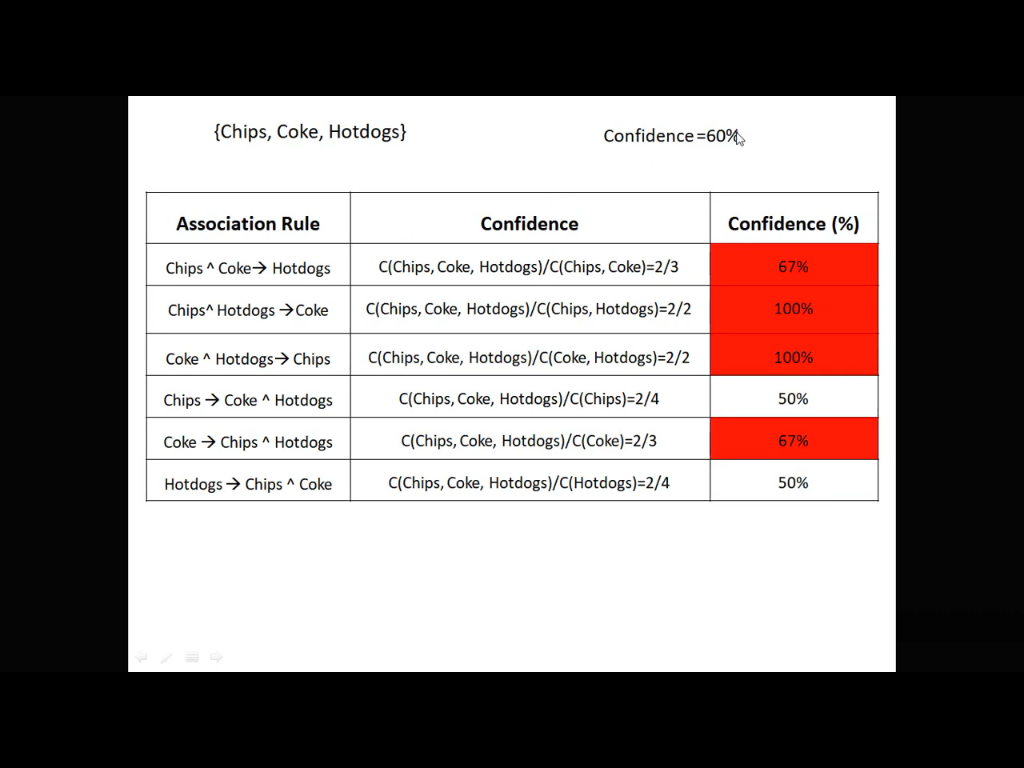 {Chips, Coke, Hotdogs}
Confidence =60%
Association Rule Confidence Confidence (%)
Chips ^ Coke→ Hotdogs C(Chips, Coke, Hotdogs)/C(Chips, Coke)=2/3 67%
Chips^ Hotdogs →Coke C(Chips, Coke, Hotdogs)/C(Chips, Hotdogs)=2/2 100%
Coke ^ Hotdogs→ Chips C(Chips, Coke, Hotdogs)/C(Coke, Hotdogs)=2/2 100%
Chips → Coke ^ Hotdogs C(Chips, Coke, Hotdogs)/C(Chips)=2/4 50%
Coke → Chips ^ Hotdogs C(Chips, Coke, Hotdogs)/C(Coke)=2/3 67%
Hotdogs → Chips ^ Coke C(Chips, Coke, Hotdogs)/C(Hotdogs)=2/4 50%